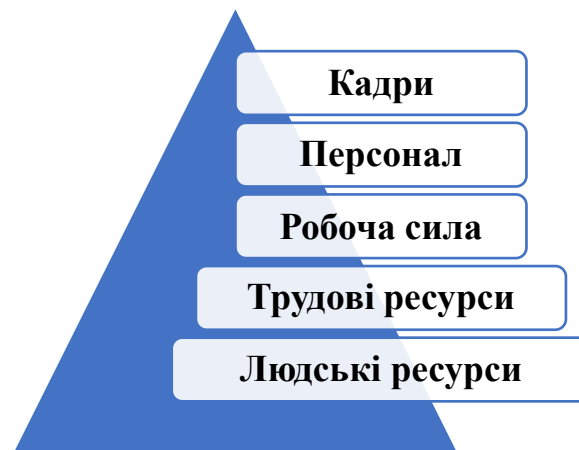 Кадри
Персонал
Робоча сила
Трудові ресурси
Людські ресурси